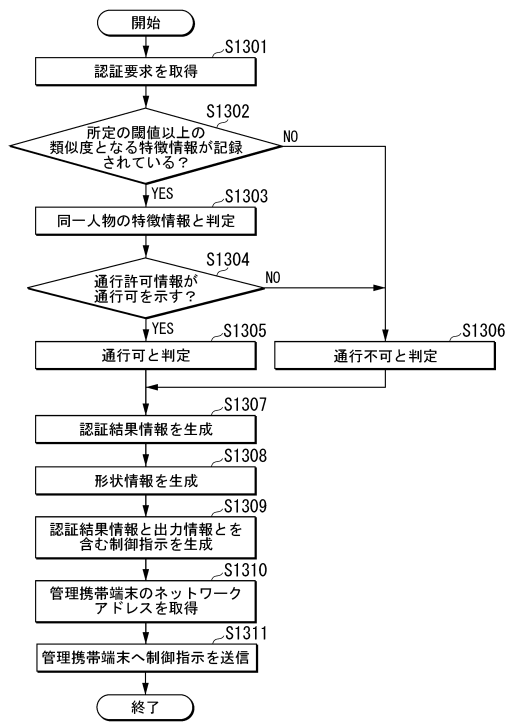 開始
S1301
認証要求を取得
S1302
所定の閾値以上の
類似度となる特徴情報が記録
されている？
NO
YES
S1303
同一人物の特徴情報と判定
S1304
通行許可情報が
通行可を示す？
NO
YES
S1305
通行可と判定
S1306
通行不可と判定
S1307
認証結果情報を生成
S1308
形状情報を生成
S1309
認証結果情報と出力情報とを
含む制御指示を生成
S1310
管理携帯端末のネットワーク
アドレスを取得
S1311
管理携帯端末へ制御指示を送信
終了